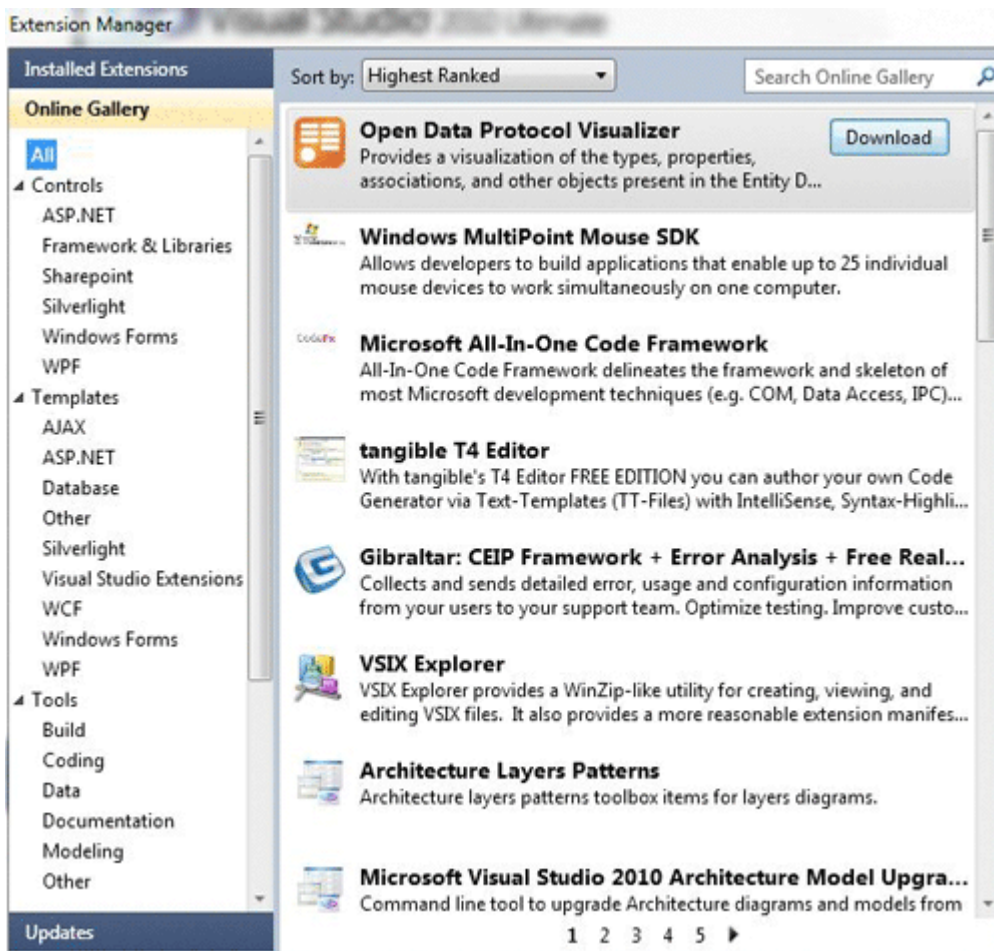 Extension Manager
Visual Studio 2010 Ultimate
Installed Extensions
Online Gallery
All
Controls
ASP.NET
Framework & Libraries
Sharepoint
Silverlight
Windows Forms
WPF
Templates
AJAX
ASP.NET
Database
Other
Silverlight
Visual Studio Extensions
WCF
Windows Forms
WPF
Tools
Build
Coding
Data
Documentation
Modeling
Other
Updates
Sort by: Highest Ranked
Search Online Gallery
Open Data Protocol Visualizer
Download
Provides a visualization of the types, properties,
associations, and other objects present in the Entity D...
Windows MultiPoint Mouse SDK
Allows developers to build applications that enable up to 25 individual
mouse devices to work simultaneously on one computer.
CodeFx
Microsoft All-In-One Code Framework
All-In-One Code Framework delineates the framework and skeleton of
most Microsoft development techniques (e.g. COM, Data Access, IPC)...
tangible T4 Editor
With tangible's T4 Editor FREE EDITION you can author your own Code
Generator via Text-Templates (TT-Files) with IntelliSense, Syntax-Highli...
Gibraltar: CEIP Framework + Error Analysis + Free Real...
Collects and sends detailed error, usage and configuration information
from your users to your support team. Optimize testing. Improve custo...
VSIX Explorer
VSIX Explorer provides a WinZip-like utility for creating, viewing, and
editing VSIX files. It also provides a more reasonable extension manifes...
Architecture Layers Patterns
Architecture layers patterns toolbox items for layers diagrams.
Microsoft Visual Studio 2010 Architecture Model Upgra...
Command line tool to upgrade Architecture diagrams and models from
1 2 3 4 5